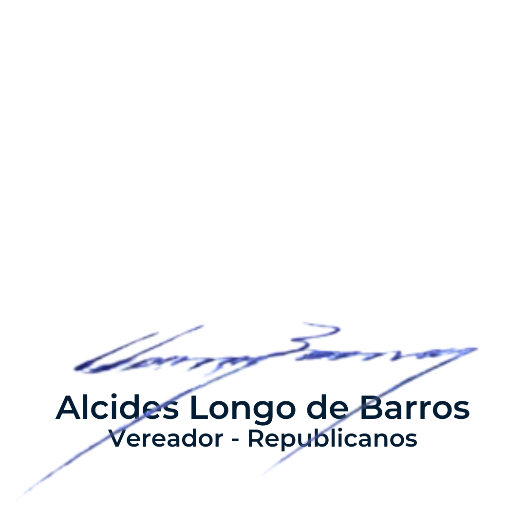 Alcides Longo de Barros
Vereador - Republicanos